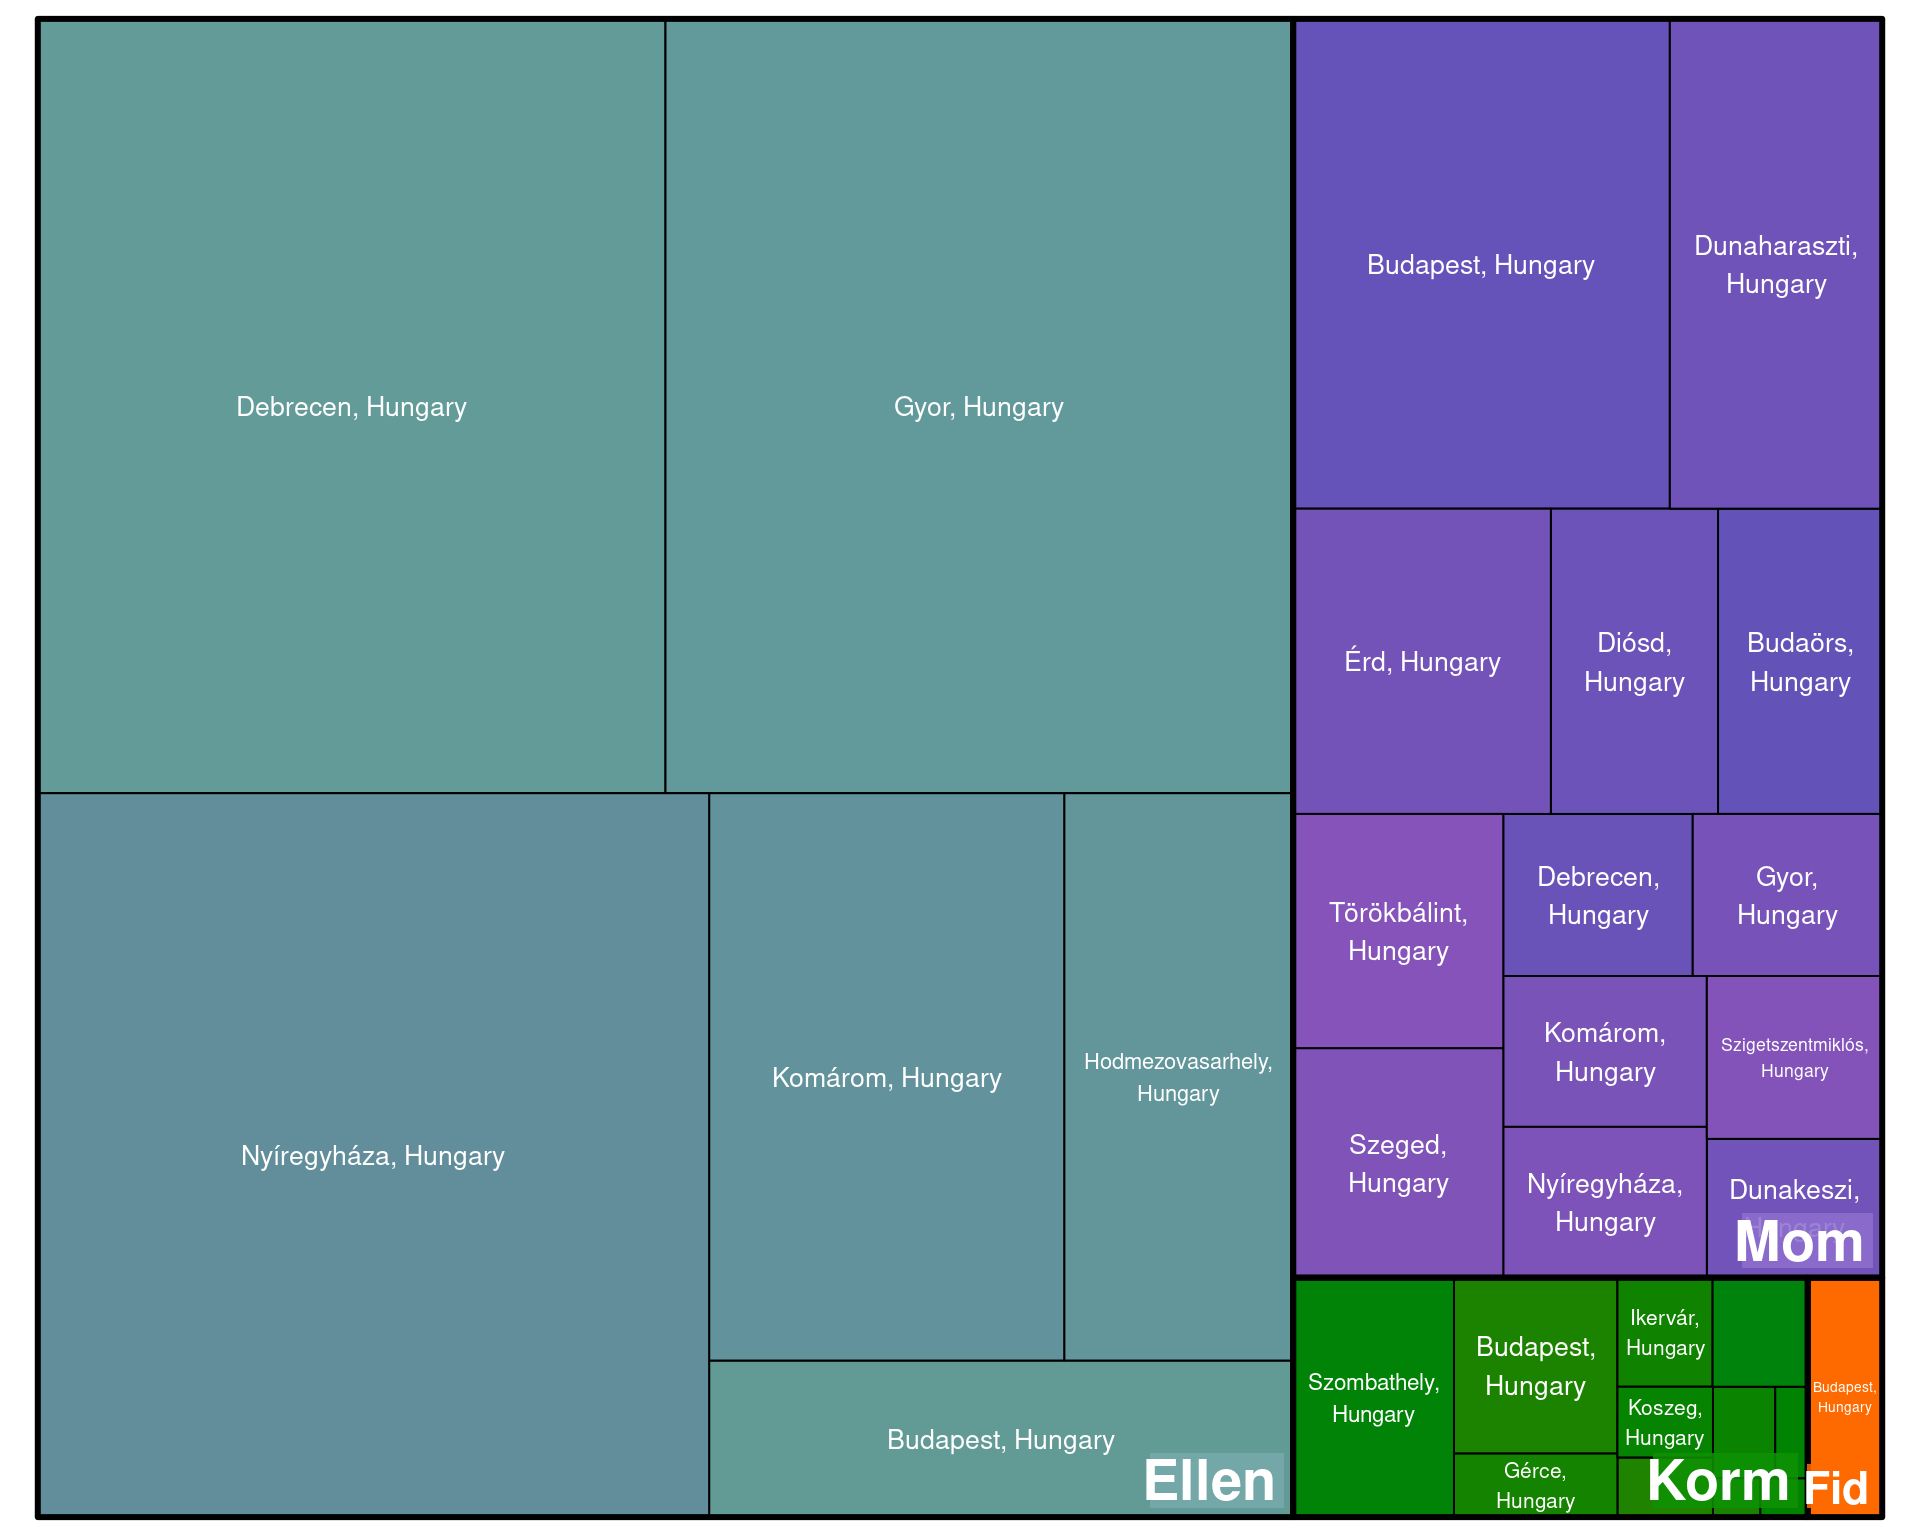 Debrecen, Hungary
Gyor, Hungary
Nyíregyháza, Hungary
Komárom, Hungary
Hodmezovasarhely,
Hungary
Budapest, Hungary
Ellen
Budapest, Hungary
Dunaharaszti,
Hungary
Érd, Hungary
Diósd,
Hungary
Budaörs,
Hungary
Törökbálint,
Hungary
Debrecen,
Hungary
Gyor,
Hungary
Szeged,
Hungary
Komárom,
Hungary
Szigetszentmiklós,
Hungary
Nyíregyháza,
Hungary
Dunakeszi,
Hungary
Mom
Szombathely,
Hungary
Budapest,
Hungary
Gérce,
Hungary
Ikervár,
Hungary
Koszeg,
Hungary
Korm
Budapest,
Hungary
Fid